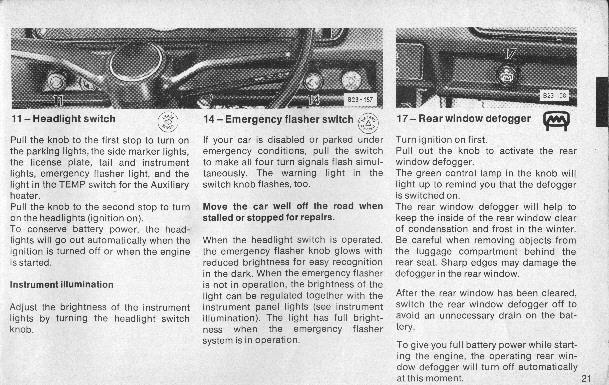 11
B23-157
17
11 – Headlight switch
Pull the knob to the first stop to turn on
the parking lights, the side marker lights,
the license plate, tail and instrument
lights, emergency flasher light, and the
light in the TEMP switch for the Auxiliary
heater.
Pull the knob to the second stop to turn
on the headlights (ignition on).
To conserve battery power, the head-
lights will go out automatically when the
ignition is turned off or when the engine
is started.
Instrument illumination
Adjust the brightness of the instrument
lights by turning the headlight switch
knob.
14 – Emergency flasher switch
If your car is disabled or parked under
emergency conditions, pull the switch
to make all four turn signals flash simul-
taneously. The warning light in the
switch knob flashes, too.
Move the car well off the road when
stalled or stopped for repairs.
When the headlight switch is operated,
the emergency flasher knob glows with
reduced brightness for easy recognition
in the dark. When the emergency flasher
is not in operation, the brightness of the
light can be regulated together with the
instrument panel lights (see instrument
illumination). The light has full bright-
ness when the emergency flasher
system is in operation.
17 – Rear window defogger
Turn ignition on first.
Pull out the knob to activate the rear
window defogger.
The green control lamp in the knob will
light up to remind you that the defogger
is switched on.
The rear window defogger will help to
keep the inside of the rear window clear
of condensation and frost in the winter.
Be careful when removing objects from
the luggage compartment behind the
rear seat. Sharp edges may damage the
defogger in the rear window.
After the rear window has been cleared,
switch the rear window defogger off to
avoid an unnecessary drain on the bat-
tery.
To give you full battery power while start-
ing the engine, the operating rear win-
dow defogger will turn off automatically
at this moment.
21